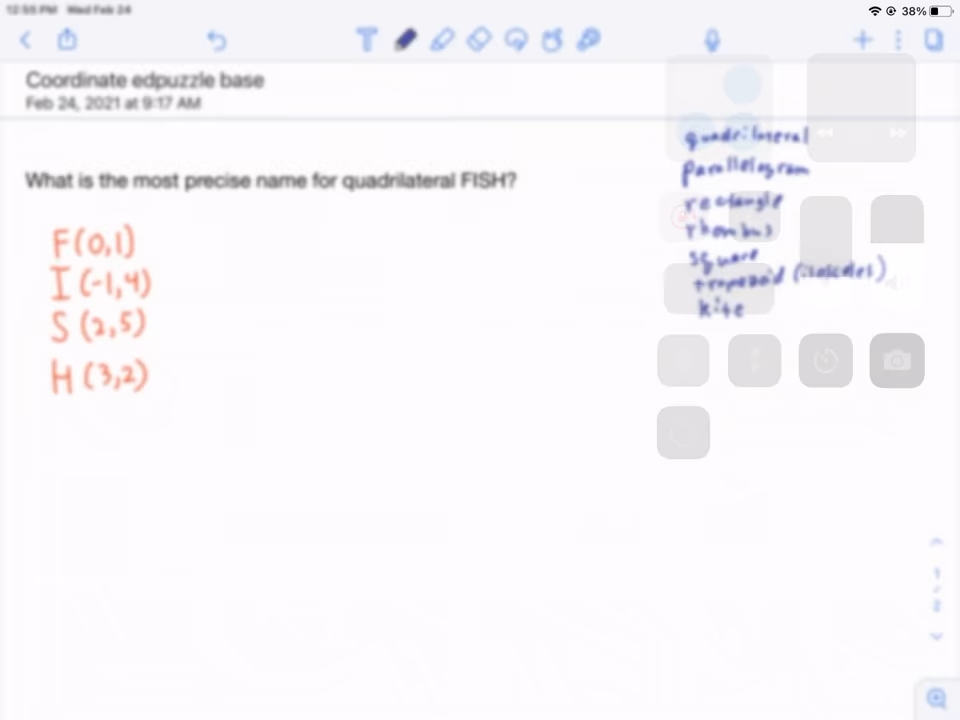 12:55 PM Wed Feb 24
38%
T
Coordinate edpuzzle base
Feb 24, 2021 at 9:17 AM
What is the most precise name for quadrilateral FISH?
F(0,1)
I(-1,4)
S(2,5)
H(3,2)
quadrilateral
parallelogram
rectangle
rhombus
square
trapezoid (isosceles)
kite
1
/
2